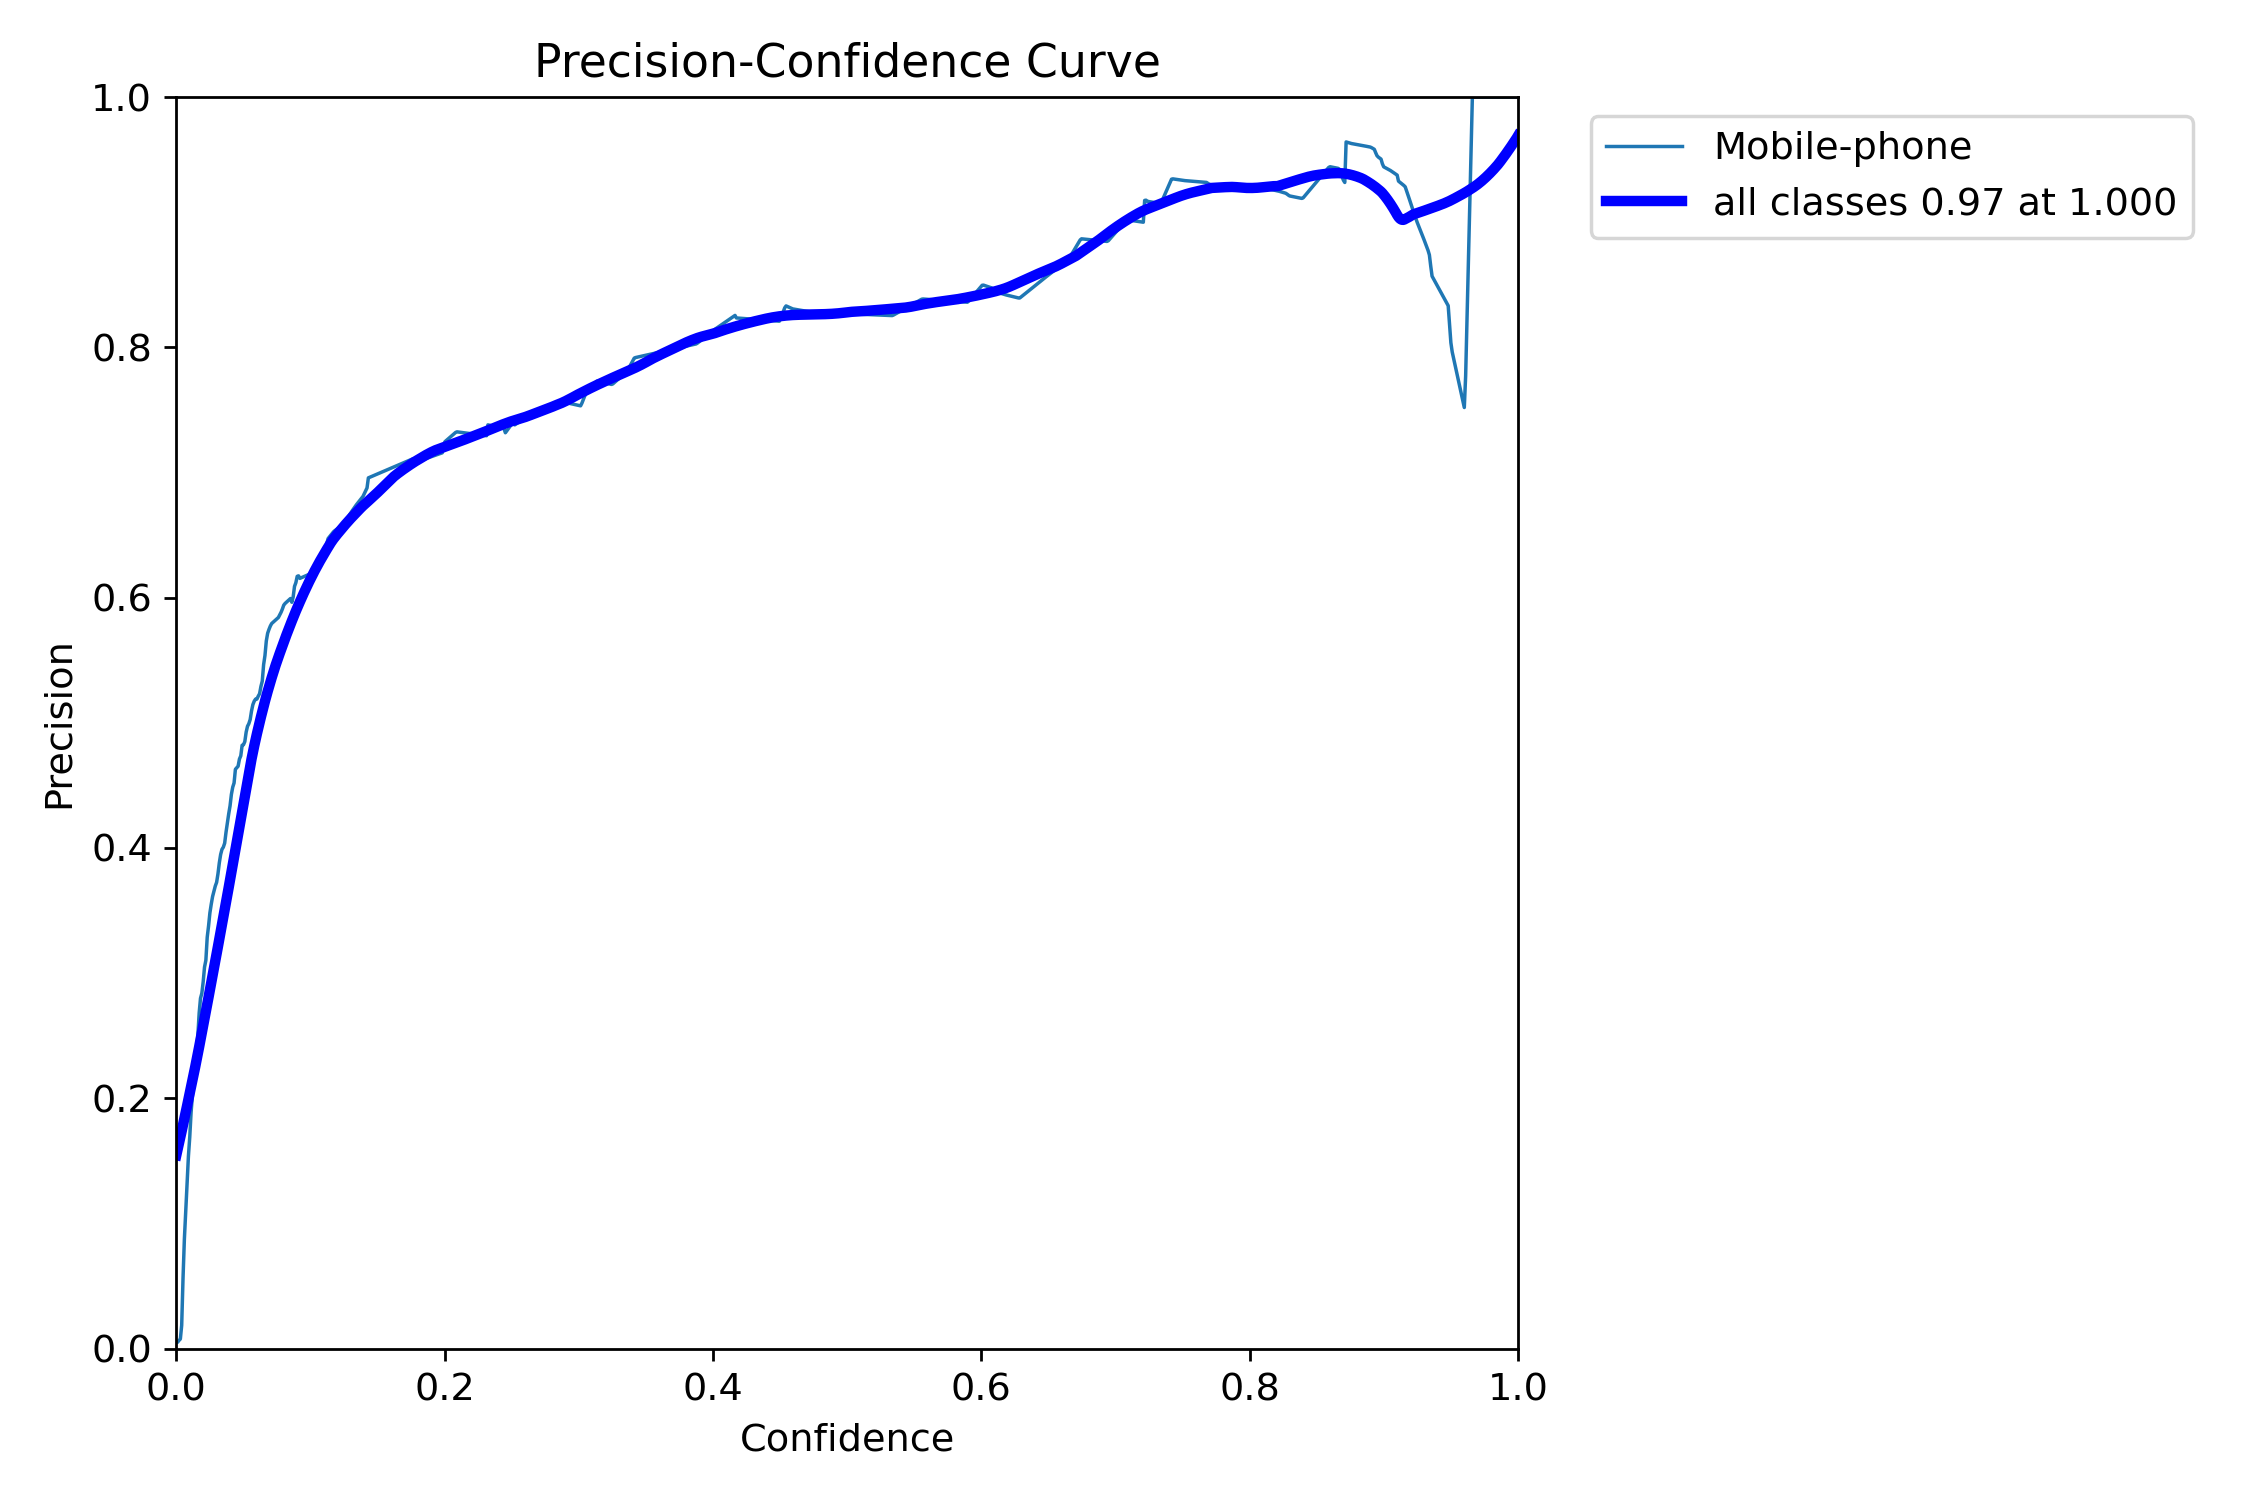 Precision-Confidence Curve
Mobile-phone
all classes 0.97 at 1.000
Precision
1.0
0.8
0.6
0.4
0.2
0.0
0.0 0.2 0.4 0.6 0.8 1.0
Confidence